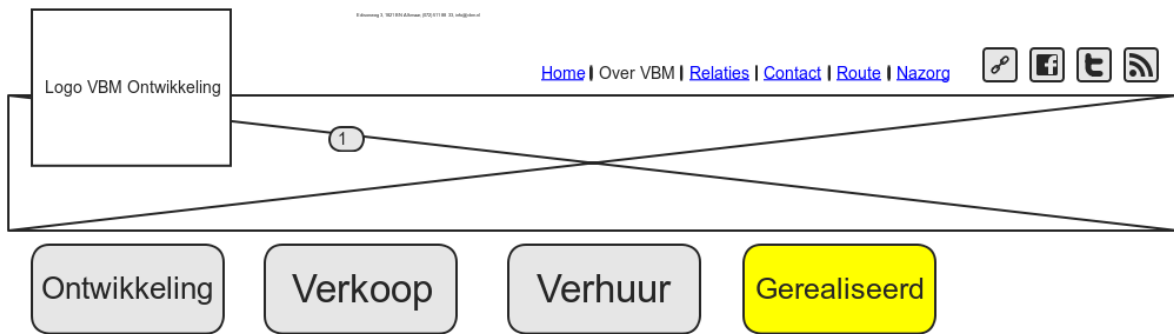 Logo VBM Ontwikkeling
Home | Over VBM | Relaties | Contact | Route | Nazorg
1
Ontwikkeling
Verkoop
Verhuur
Gerealiseerd